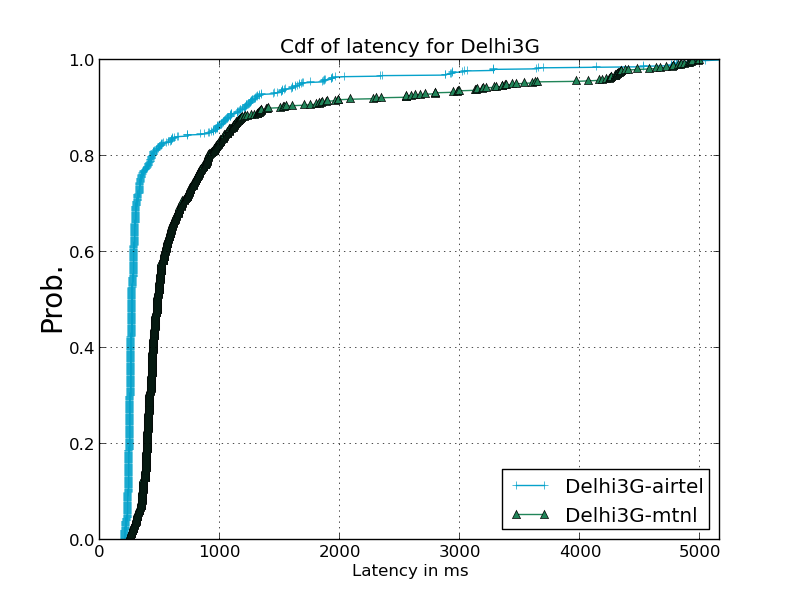 Cdf of latency for Delhi3G
1.0
0.8
0.6
0.4
0.2
0.0
Prob.
0 1000 2000 3000 4000 5000
Latency in ms
Delhi3G-airtel
Delhi3G-mtnl